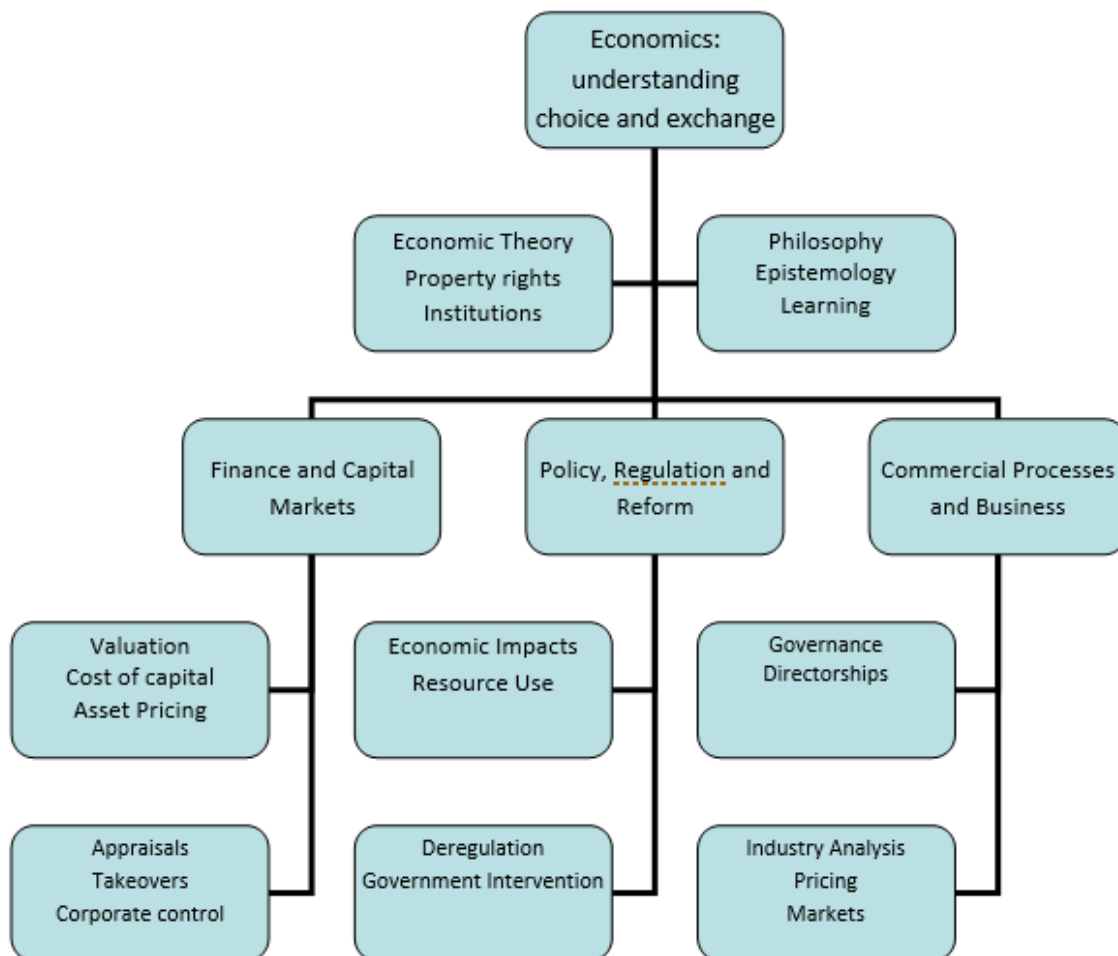 Economics:
understanding
choice and exchange
Economic Theory
Property rights
Institutions
Philosophy
Epistemology
Learning
Finance and Capital
Markets
Policy, Regulation and
Reform
Commercial Processes
and Business
Valuation
Cost of capital
Asset Pricing
Economic Impacts
Resource Use
Governance
Directorships
Appraisals
Takeovers
Corporate control
Deregulation
Government Intervention
Industry Analysis
Pricing
Markets